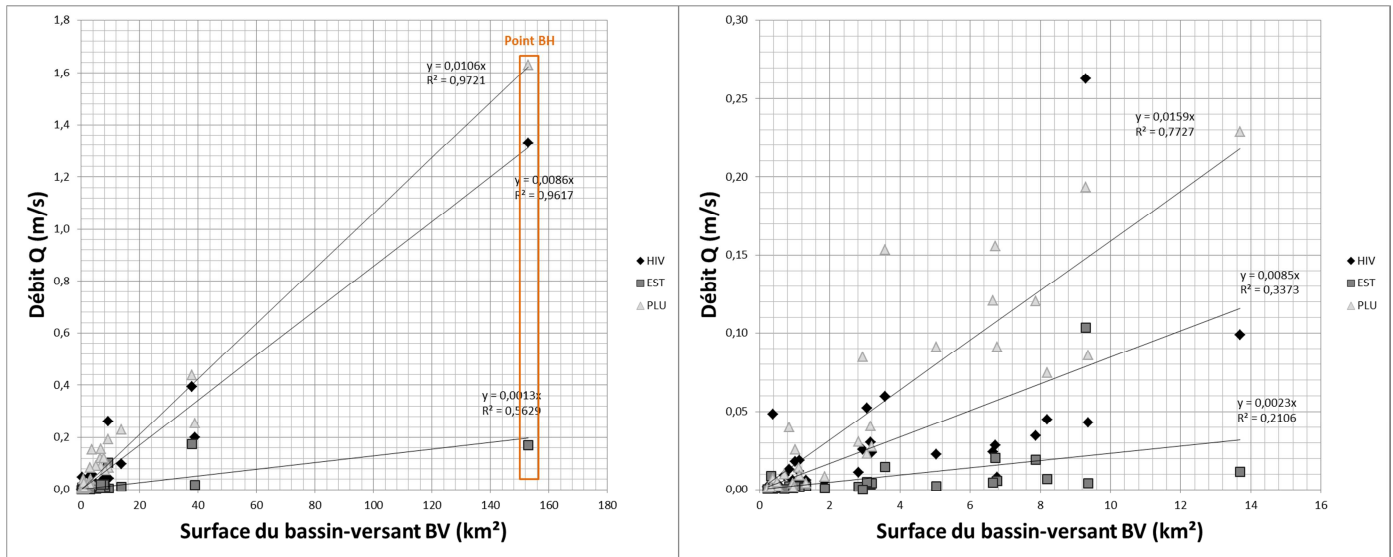 Débit Q (m/s)
1,8
1,6
1,4
1,2
1,0
0,8
0,6
0,4
0,2
0,0
Point BH
y = 0,0106x
R² = 0,9721
y = 0,0086x
R² = 0,9617
y = 0,0013x
R² = 0,5629
HIV
EST
PLU
0 20 40 60 80 100 120 140 160 180
Surface du bassin-versant BV (km²)
Débit Q (m/s)
0,30
0,25
0,20
0,15
0,10
0,05
0,00
y = 0,0159x
R² = 0,7727
y = 0,0085x
R² = 0,3373
y = 0,0023x
R² = 0,2106
HIV
EST
PLU
0 2 4 6 8 10 12 14 16
Surface du bassin-versant BV (km²)